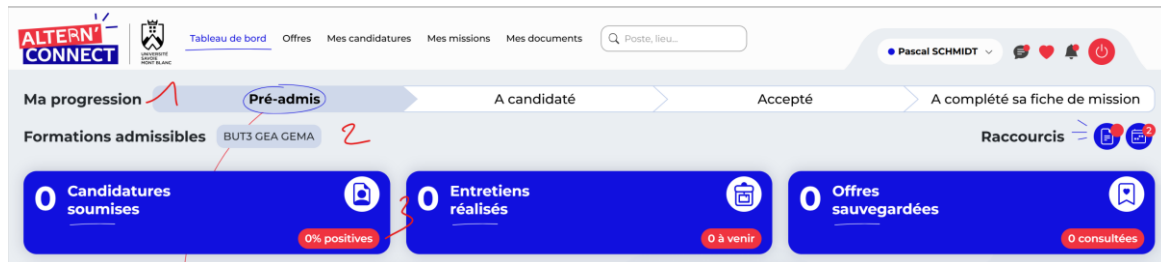 ALTERN'
CONNECT
UNIVERSITÉ
SAVOIE
MONT BLANC
Tableau de bord
Offres
Mes candidatures
Mes missions
Mes documents
Poste, lieu...
Pascal SCHMIDT
Ma progression
1
Pré-admis
A candidaté
Accepté
A complété sa fiche de mission
Formations admissibles
BUT3 GEA GEMA
2
Raccourcis
2
0 Candidatures
soumises
0% positives
3
0 Entretiens
réalisés
0 à venir
0 Offres
sauvegardées
0 consultées